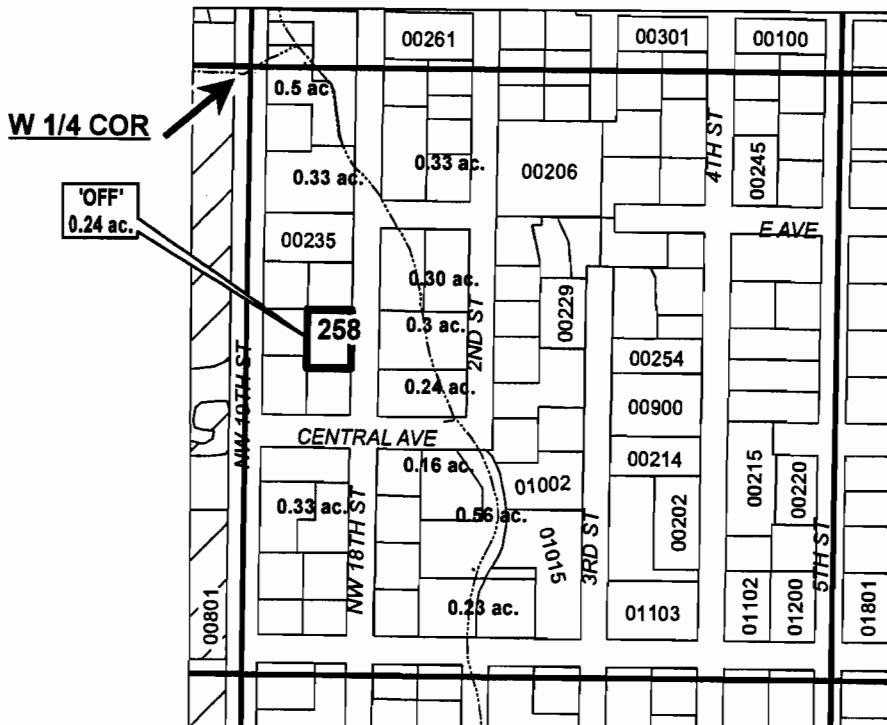 00261
00301
00100
0.5 ac.
W 1/4 COR
4TH ST
00245
0.33 ac.
00206
0.33 ac.
'OFF'
0.24 ac.
00235
E AVE
0.30 ac.
00229
258
0.3 ac.
2ND ST
00254
NW 19TH ST
0.24 ac.
00900
CENTRAL AVE
0.16 ac.
00214
00215
00220
01002
0.33 ac.
0.56 ac.
00202
NW 18TH ST
01015
3RD ST
5TH ST
0.23 ac.
01103
00801
01102
01200
01801